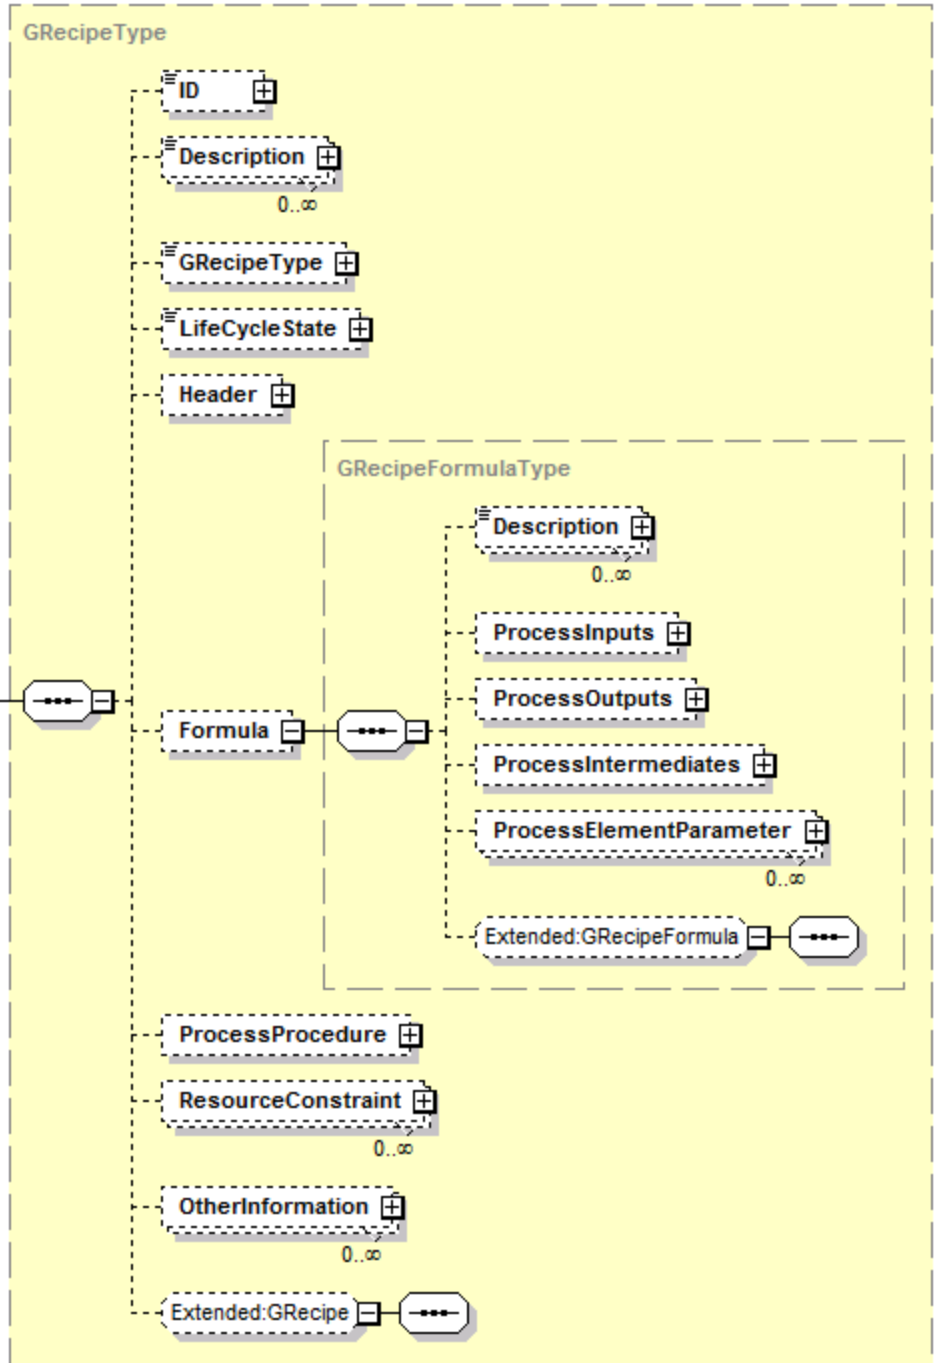 GRecipeType
ID
Description
0..∞
GRecipeType
LifeCycleState
Header
GRecipeFormulaType
Description
0..∞
ProcessInputs
ProcessOutputs
Formula
ProcessIntermediates
ProcessElementParameter
0..∞
Extended:GRecipeFormula
ProcessProcedure
ResourceConstraint
0..∞
OtherInformation
0..∞
Extended:GRecipe